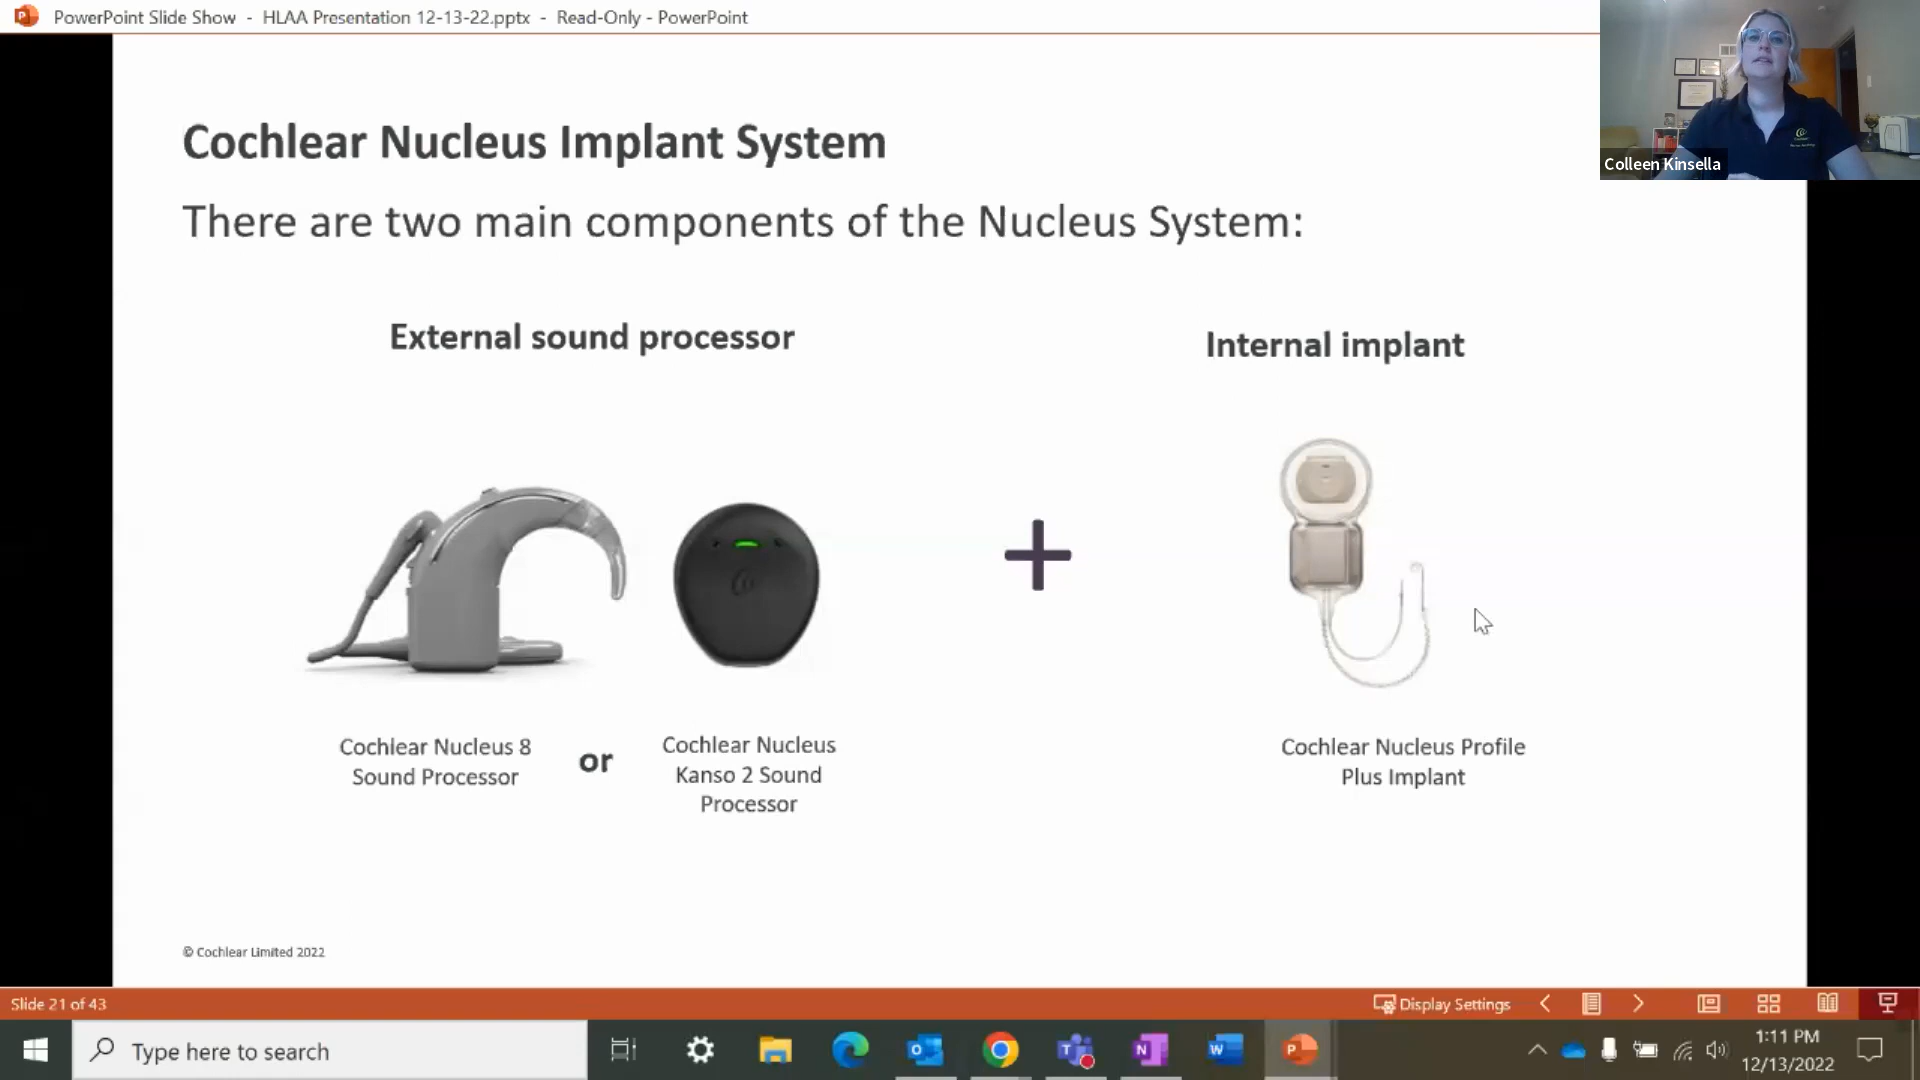 PowerPoint Slide Show - HLAA Presentation 12-13-22.pptx - Read-Only - PowerPoint
Colleen Kinsella
Cochlear Nucleus Implant System
There are two main components of the Nucleus System:
External sound processor
Internal implant
Cochlear Nucleus 8
Sound Processor
or
Cochlear Nucleus
Kanso 2 Sound
Processor
Cochlear Nucleus Profile
Plus Implant
© Cochlear Limited 2022
Slide 21 of 43
Display Settings
Type here to search
1:11 PM
12/13/2022